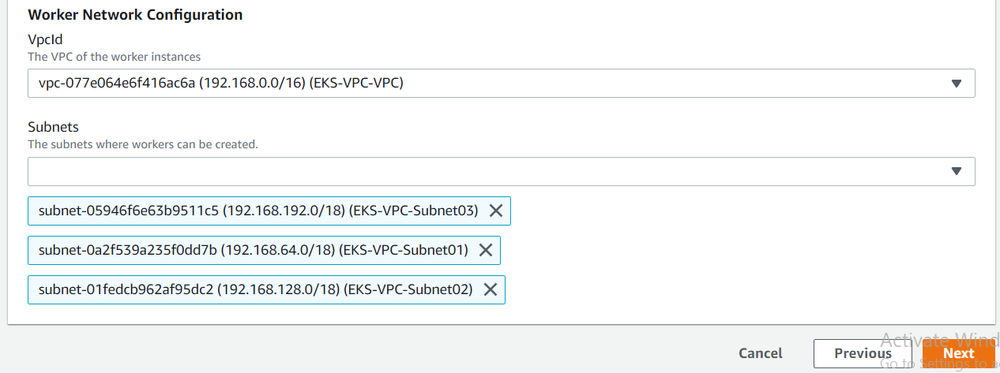 Worker Network Configuration
VpcId
The VPC of the worker instances
vpc-077e064e6f416ac6a (192.168.0.0/16) (EKS-VPC-VPC)
Subnets
The subnets where workers can be created.
subnet-05946f6e63b9511c5 (192.168.192.0/18) (EKS-VPC-Subnet03)
subnet-0a2f539a235f0dd7b (192.168.64.0/18) (EKS-VPC-Subnet01)
subnet-01fedcb962af95dc2 (192.168.128.0/18) (EKS-VPC-Subnet02)
Activate Wind
Cancel Previous Next
Go to Settings to a